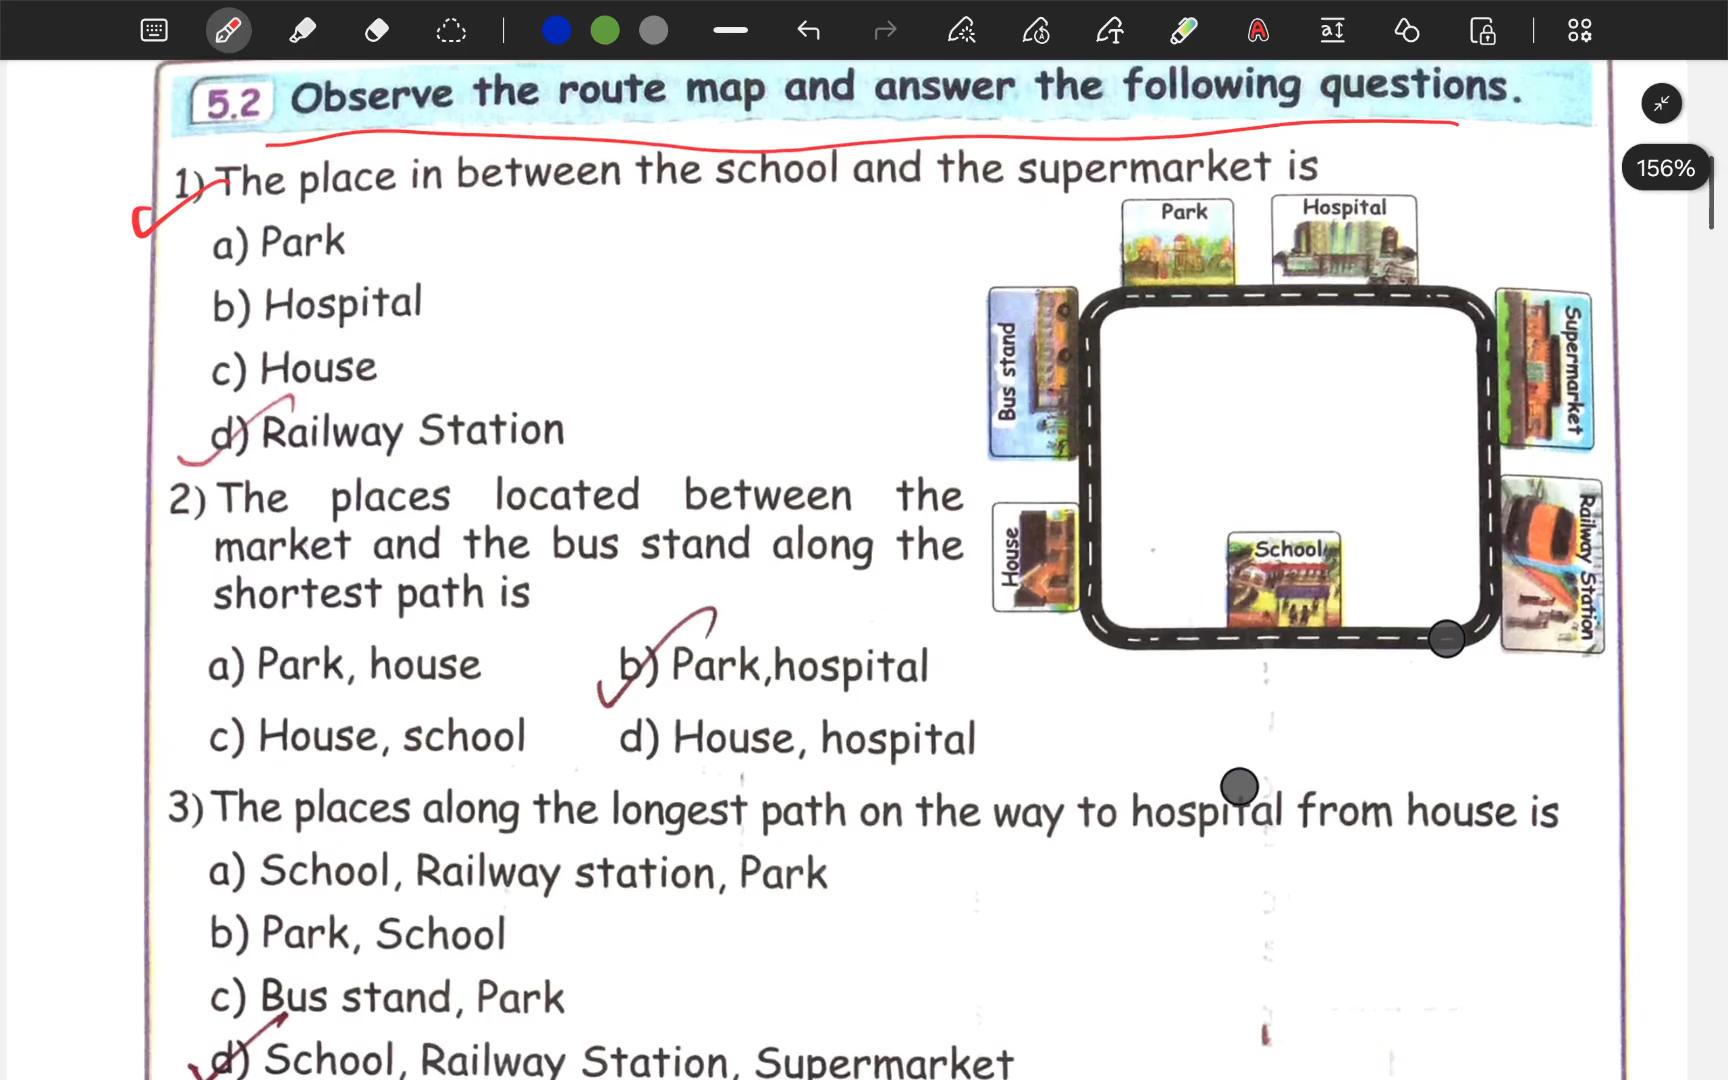 156%
5.2 Observe the route map and answer the following questions.
1) The place in between the school and the supermarket is
a) Park
b) Hospital
c) House
d) Railway Station
2) The places located between the
market and the bus stand along the
shortest path is
a) Park, house b) Park,hospital
c) House, school d) House, hospital
Park
Hospital
Bus stand
Supermarket
House
School
Railway Station
3) The places along the longest path on the way to hospital from house is
a) School, Railway station, Park
b) Park, School
c) Bus stand, Park
d) School, Railway Station, Supermarket